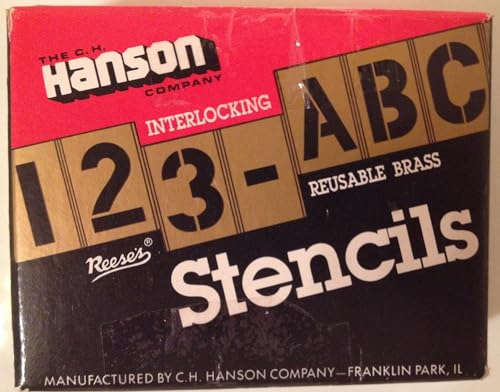 THE C.H.
Hanson
COMPANY
INTERLOCKING
123-ABC
REUSABLE BRASS
Reese's®
Stencils
MANUFACTURED BY C.H. HANSON COMPANY—FRANKLIN PARK, IL